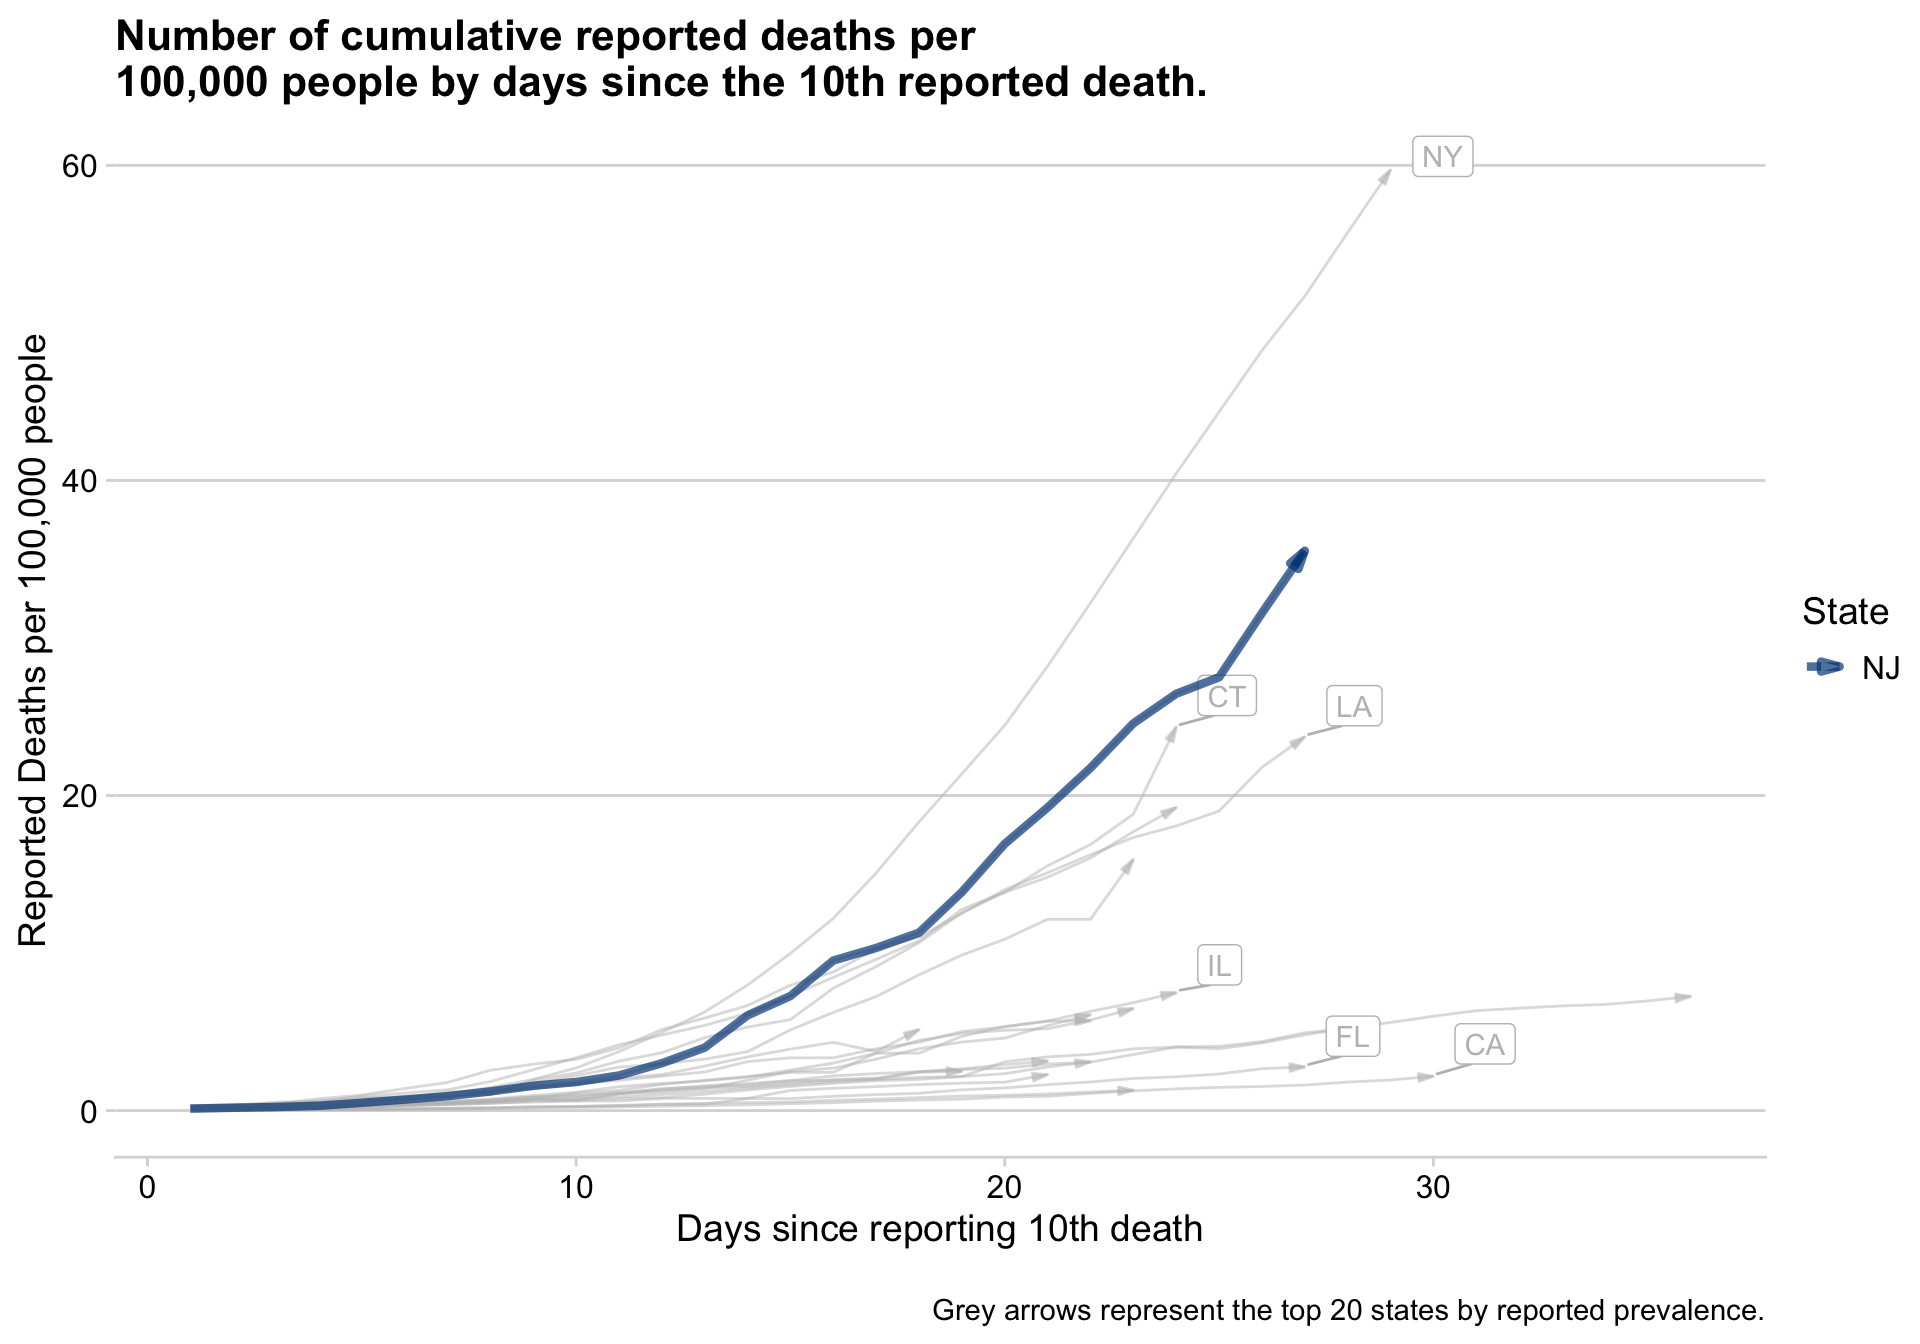 Number of cumulative reported deaths per
100,000 people by days since the 10th reported death.
Reported Deaths per 100,000 people
60
40
20
0
NY
CT
LA
IL
FL
CA
State
NJ
0
10
20
30
Days since reporting 10th death
Grey arrows represent the top 20 states by reported prevalence.